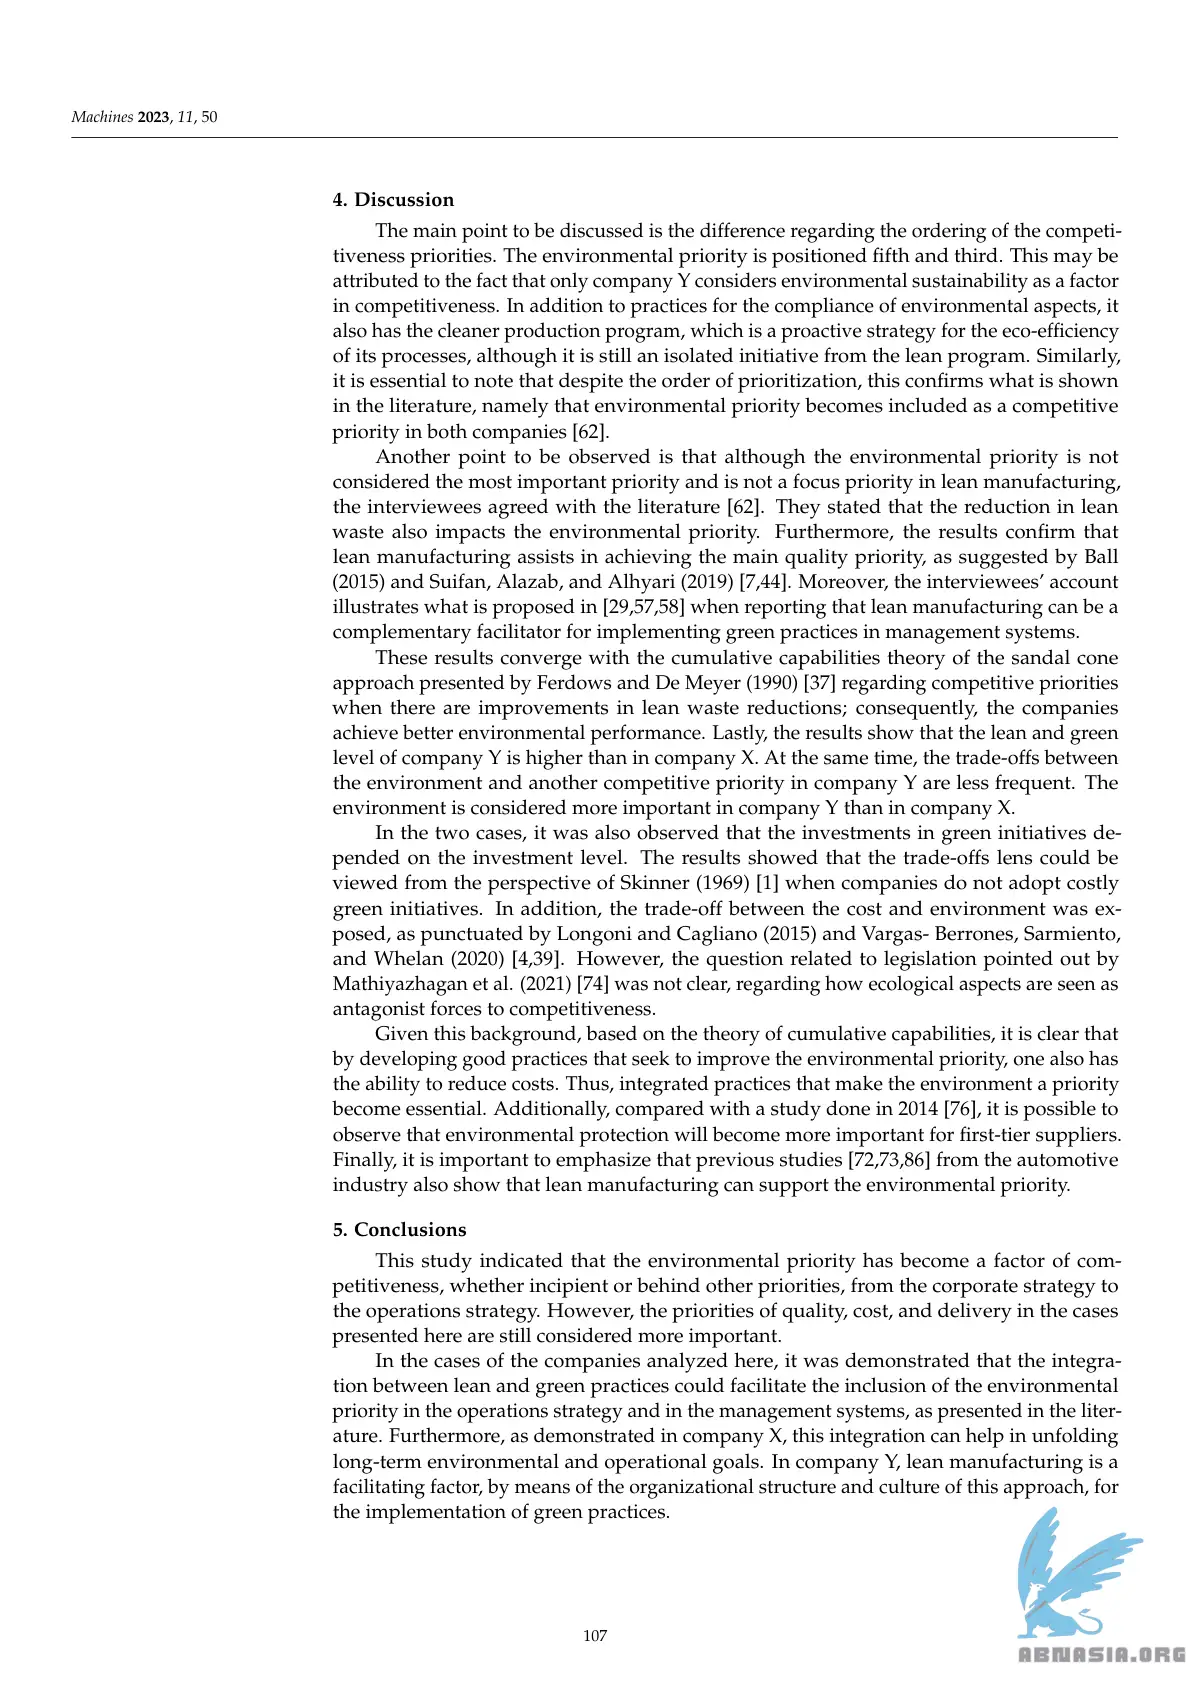 Machines 2023, 11, 50
4. Discussion
The main point to be discussed is the difference regarding the ordering of the competi-
tiveness priorities. The environmental priority is positioned fifth and third. This may be
attributed to the fact that only company Y considers environmental sustainability as a factor
in competitiveness. In addition to practices for the compliance of environmental aspects, it
also has the cleaner production program, which is a proactive strategy for the eco-efficiency
of its processes, although it is still an isolated initiative from the lean program. Similarly,
it is essential to note that despite the order of prioritization, this confirms what is shown
in the literature, namely that environmental priority becomes included as a competitive
priority in both companies [62].
Another point to be observed is that although the environmental priority is not
considered the most important priority and is not a focus priority in lean manufacturing,
the interviewees agreed with the literature [62]. They stated that the reduction in lean
waste also impacts the environmental priority. Furthermore, the results confirm that
lean manufacturing assists in achieving the main quality priority, as suggested by Ball
(2015) and Suifan, Alazab, and Alhyari (2019) [7,44]. Moreover, the interviewees’ account
illustrates what is proposed in [29,57,58] when reporting that lean manufacturing can be a
complementary facilitator for implementing green practices in management systems.
These results converge with the cumulative capabilities theory of the sandal cone
approach presented by Ferdows and De Meyer (1990) [37] regarding competitive priorities
when there are improvements in lean waste reductions; consequently, the companies
achieve better environmental performance. Lastly, the results show that the lean and green
level of company Y is higher than in company X. At the same time, the trade-offs between
the environment and another competitive priority in company Y are less frequent. The
environment is considered more important in company Y than in company X.
In the two cases, it was also observed that the investments in green initiatives de-
pended on the investment level. The results showed that the trade-offs lens could be
viewed from the perspective of Skinner (1969) [1] when companies do not adopt costly
green initiatives. In addition, the trade-off between the cost and environment was ex-
posed, as punctuated by Longoni and Cagliano (2015) and Vargas- Berrones, Sarmiento,
and Whelan (2020) [4,39]. However, the question related to legislation pointed out by
Mathiyazhagan et al. (2021) [74] was not clear, regarding how ecological aspects are seen as
antagonist forces to competitiveness.
Given this background, based on the theory of cumulative capabilities, it is clear that
by developing good practices that seek to improve the environmental priority, one also has
the ability to reduce costs. Thus, integrated practices that make the environment a priority
become essential. Additionally, compared with a study done in 2014 [76], it is possible to
observe that environmental protection will become more important for first-tier suppliers.
Finally, it is important to emphasize that previous studies [72,73,86] from the automotive
industry also show that lean manufacturing can support the environmental priority.
5. Conclusions
This study indicated that the environmental priority has become a factor of com-
petitiveness, whether incipient or behind other priorities, from the corporate strategy to
the operations strategy. However, the priorities of quality, cost, and delivery in the cases
presented here are still considered more important.
In the cases of the companies analyzed here, it was demonstrated that the integra-
tion between lean and green practices could facilitate the inclusion of the environmental
priority in the operations strategy and in the management systems, as presented in the liter-
ature. Furthermore, as demonstrated in company X, this integration can help in unfolding
long-term environmental and operational goals. In company Y, lean manufacturing is a
facilitating factor, by means of the organizational structure and culture of this approach, for
the implementation of green practices.
107
ABNASIA.ORG